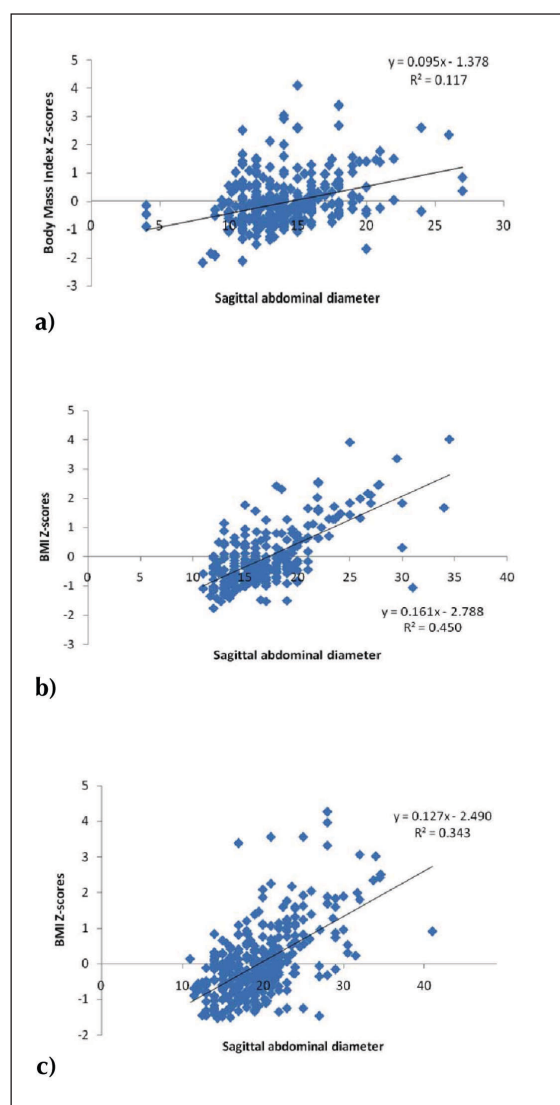 y = 0.095x - 1.378
R² = 0.117
Body Mass Index Z-scores
5
4
3
2
1
0
-1
-2
-3
0 5 10 15 20 25 30
Sagittal abdominal diameter
a)
BMI Z-scores
5
4
3
2
1
0
-1
-2
-3
0 5 10 15 20 25 30 35 40
y = 0.161x - 2.788
R² = 0.450
Sagittal abdominal diameter
b)
y = 0.127x - 2.490
R² = 0.343
BMI Z-scores
5
4
3
2
1
0
-1
-2
0 10 20 30 40
Sagittal abdominal diameter
c)